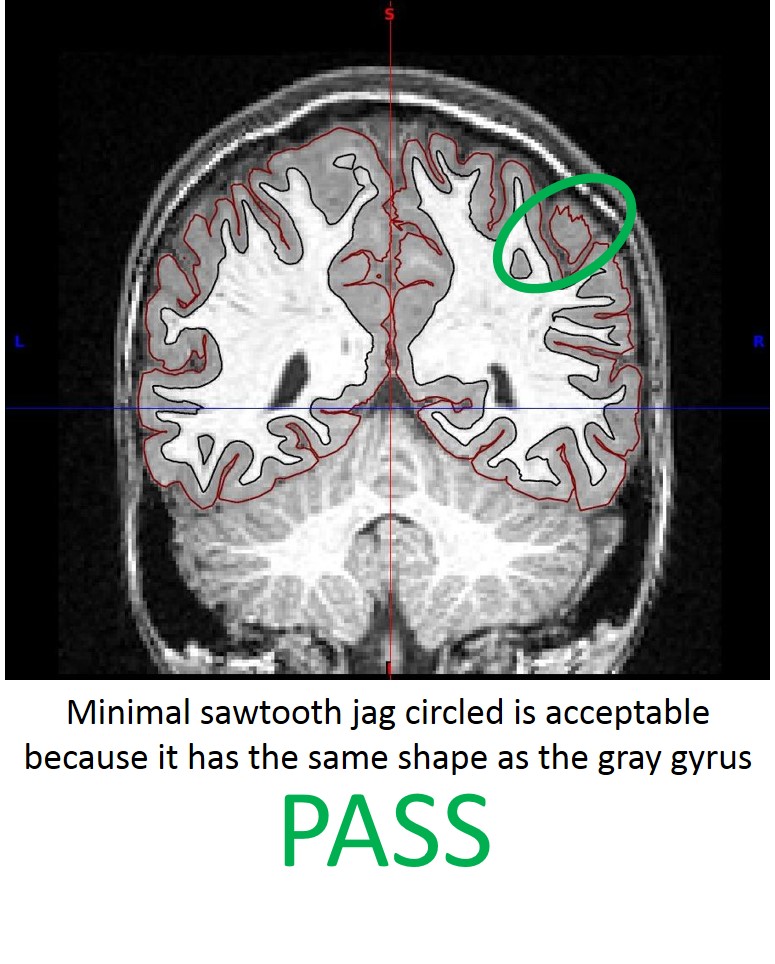 S
L
R
Minimal sawtooth jag circled is acceptable
because it has the same shape as the gray gyrus
PASS